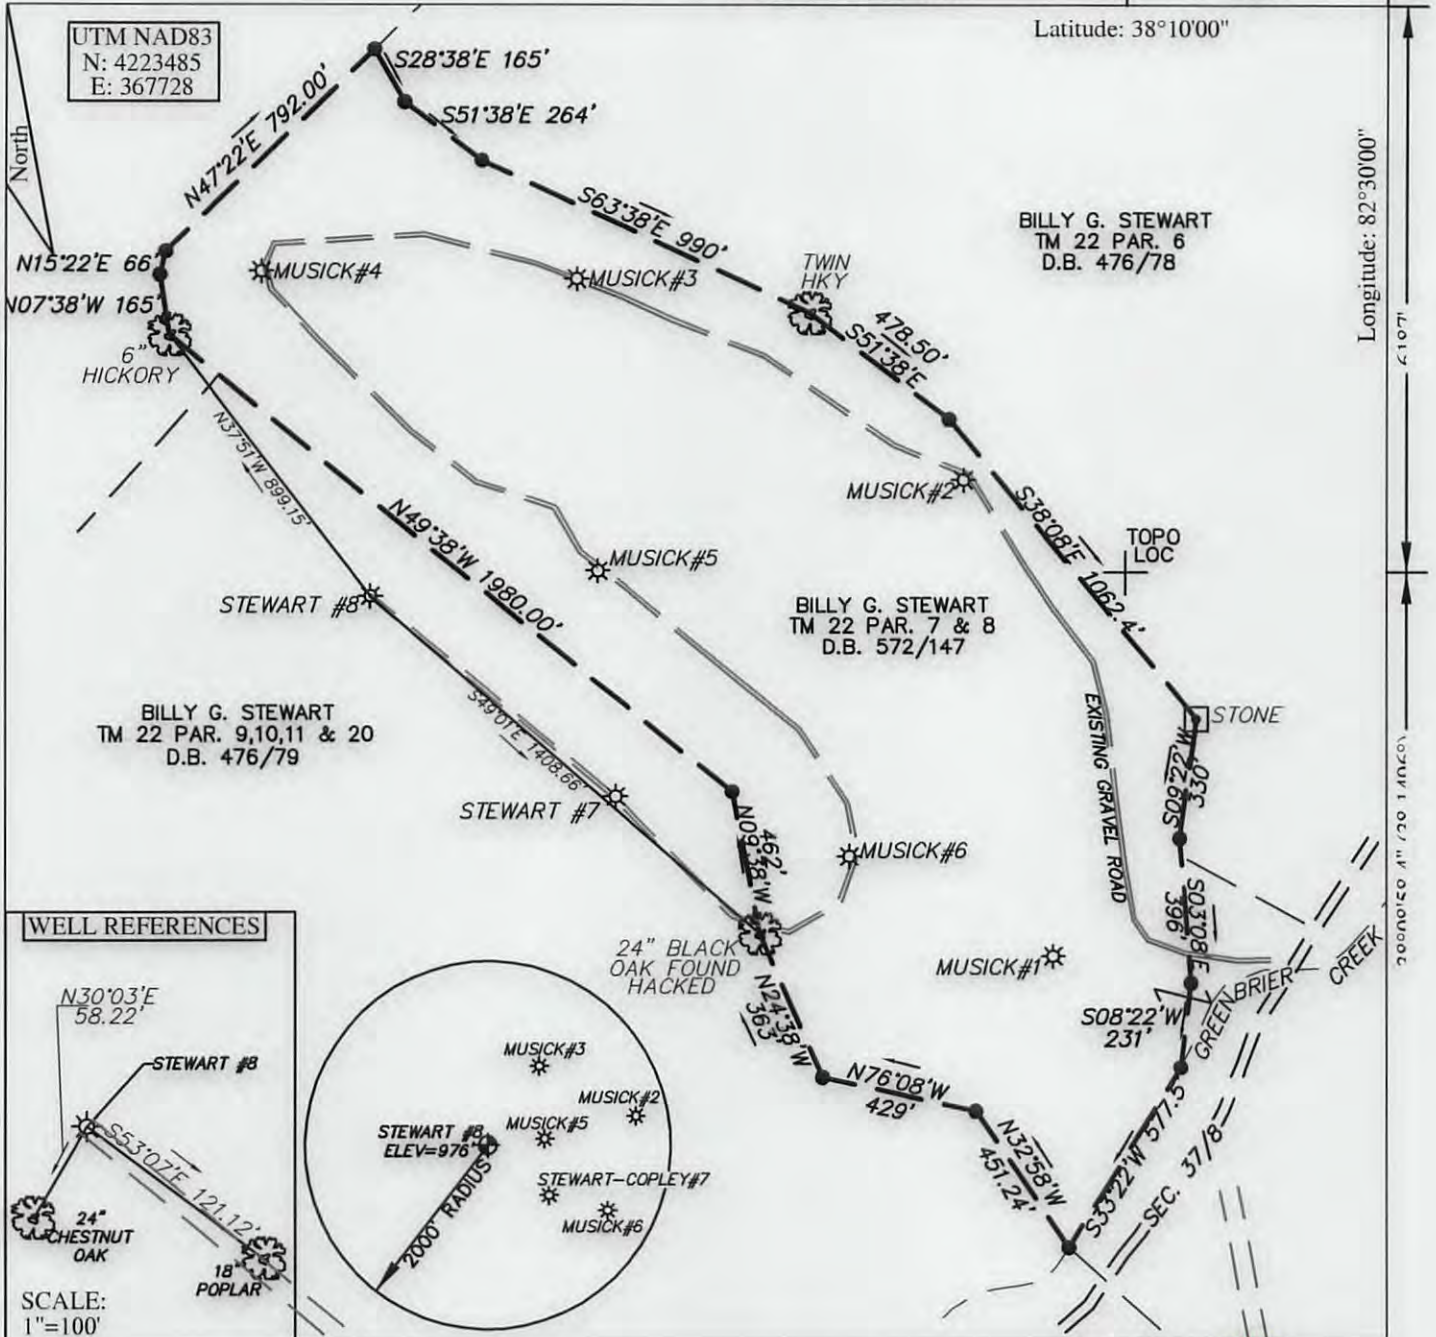 UTM NAD83
N: 4223485
E: 367728
Latitude: 38°10'00"
S28°38'E 165'
S51°38'E 264'
N47°22'E 792.00'
North
Longitude: 82°30'00"
S63°38'E 990'
BILLY G. STEWART
TM 22 PAR. 6
D.B. 476/78
N15°22'E 66'
MUSICK#4
MUSICK#3
TWIN
HKY
N07°38'W 165'
478.50'
S51°38'E
6"
HICKORY
N37°51'W 899.15'
MUSICK#2
S38°08'E 1062.4'
N49°38'W 1980.00'
TOPO
LOC
MUSICK#5
STEWART #8
BILLY G. STEWART
TM 22 PAR. 7 & 8
D.B. 572/147
BILLY G. STEWART
TM 22 PAR. 9,10,11 & 20
D.B. 476/79
S49°01'E 1408.66'
EXISTING GRAVEL ROAD
STONE
S06°22'W
330'
STEWART #7
N09°38'W
462'
MUSICK#6
WELL REFERENCES
24" BLACK
OAK FOUND
HACKED
MUSICK#1
S03°08'E
396'
GREEN BRIER CREEK
N30°03'E
58.22'
N24°38'W
363'
S08°22'W
231'
STEWART #8
MUSICK#3
MUSICK#2
STEWART #8
ELEV=976'
MUSICK#5
N76°08'W
429'
S53°07'E 121.12'
STEWART-COPLEY#7
MUSICK#6
2000' RADIUS
N32°58'W
451.24'
S33°22'W 577.5'
SEC. 37/8
24"
CHESTNUT
OAK
18"
POPLAR
SCALE:
1"=100'